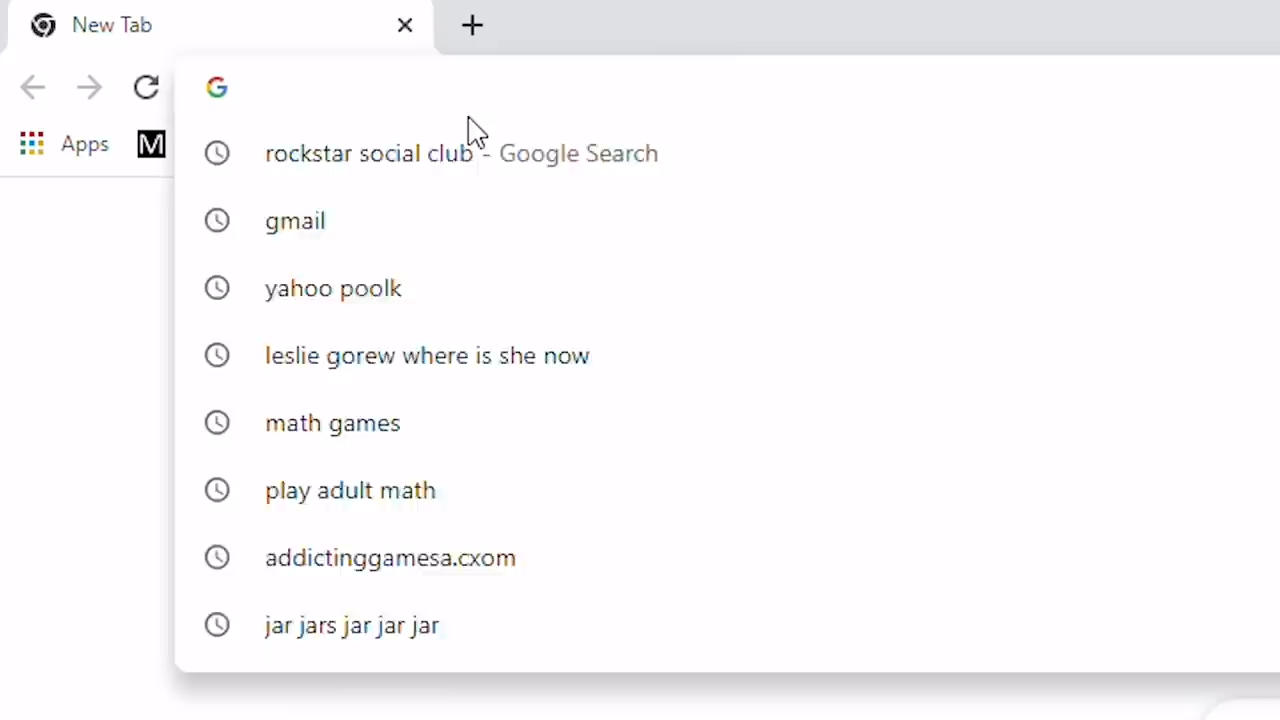 New Tab
Apps M
rockstar social club - Google Search
gmail
yahoo poolk
leslie gorew where is she now
math games
play adult math
addictinggamesa.cxom
jar jars jar jar jar